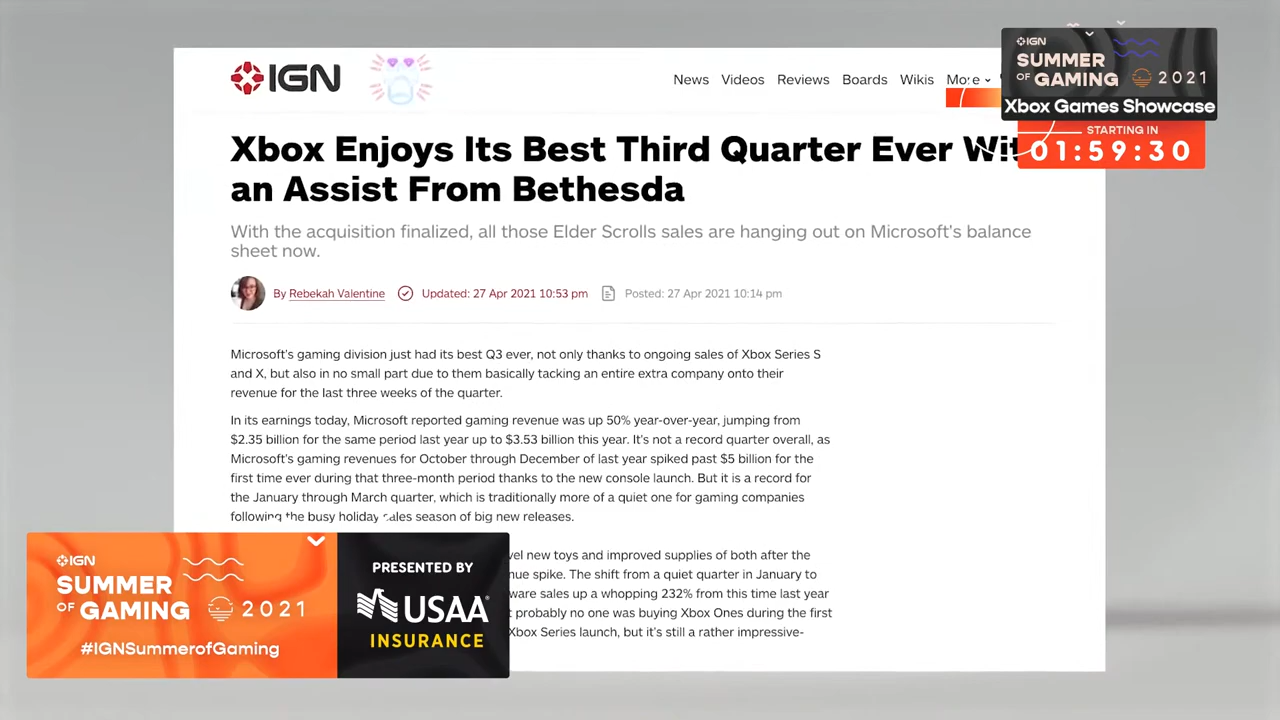 IGN
News Videos Reviews Boards Wikis More
IGN
SUMMER
OF GAMING 2021
Xbox Games Showcase
STARTING IN
01:59:30
Xbox Enjoys Its Best Third Quarter Ever Wit
an Assist From Bethesda
With the acquisition finalized, all those Elder Scrolls sales are hanging out on Microsoft's balance
sheet now.
By Rebekah Valentine Updated: 27 Apr 2021 10:53 pm Posted: 27 Apr 2021 10:14 pm
Microsoft's gaming division just had its best Q3 ever, not only thanks to ongoing sales of Xbox Series S
and X, but also in no small part due to them basically tacking an entire extra company onto their
revenue for the last three weeks of the quarter.
In its earnings today, Microsoft reported gaming revenue was up 50% year-over-year, jumping from
$2.35 billion for the same period last year up to $3.53 billion this year. It's not a record quarter overall, as
Microsoft's gaming revenues for October through December of last year spiked past $5 billion for the
first time ever during that three-month period thanks to the new console launch. But it is a record for
the January through March quarter, which is traditionally more of a quiet one for gaming companies
following the busy holiday sales season of big new releases.
new toys and improved supplies of both after the
spike. The shift from a quiet quarter in January to
sales up a whopping 232% from this time last year
probably no one was buying Xbox Ones during the first
Xbox Series launch, but it's still a rather impressive-
IGN
SUMMER
OF GAMING 2021
#IGNSummerofGaming
PRESENTED BY
USAA
INSURANCE